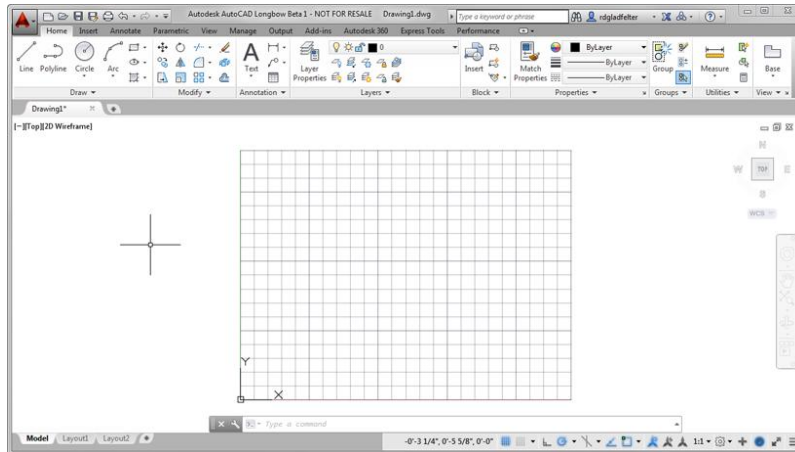 Autodesk AutoCAD Longbow Beta 1 - NOT FOR RESALE Drawing1.dwg Type a keyword or phrase rdgladfelter
Home Insert Annotate Parametric View Manage Output Add-ins Autodesk 360 Express Tools Performance
0 ByLayer
ByLayer
ByLayer
Line Polyline Circle Arc Text Layer Properties Insert Match Properties Group Measure Base
Draw Modify Annotation Layers Block Properties Groups Utilities View
Drawing1*
[−][Top][2D Wireframe]
N
W TOP E
S
WCS
Y
X
Type a command
Model Layout1 Layout2 -0'-3 1/4", 0'-5 5/8", 0'-0" 1:1